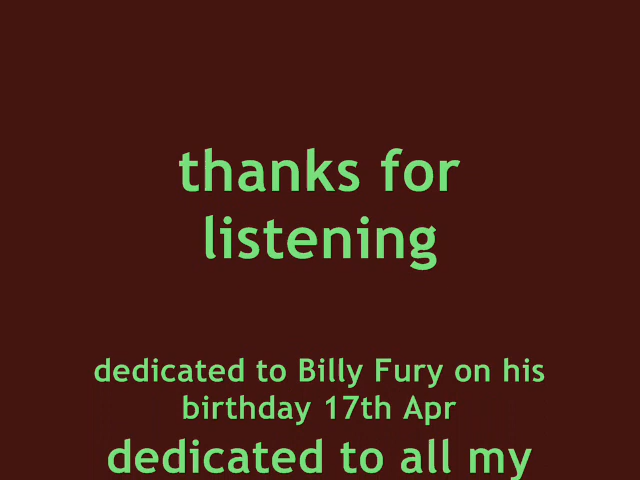 thanks for
listening
dedicated to Billy Fury on his
birthday 17th Apr
dedicated to all my